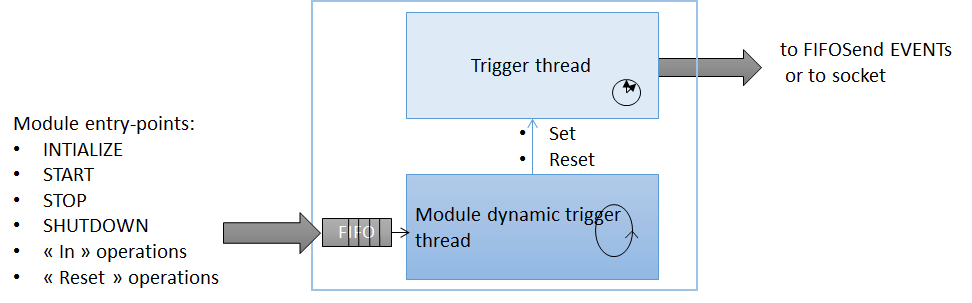 Trigger thread
to FIFOSend EVENTs
or to socket
Module entry-points:
• INTIALIZE
• START
• STOP
• SHUTDOWN
• « In » operations
• « Reset » operations
• Set
• Reset
FIFO
Module dynamic trigger
thread